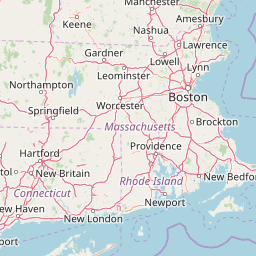 Manchester
Amesbury
Keene
Nashua
Lawrence
Gardner
Lowell
Leominster
Lynn
Northampton
Worcester
Boston
Springfield
Massachusetts
Brockton
Hartford
Providence
New Britain
Rhode Island
New Bedfor
Connecticut
Newport
w Haven
New London
port